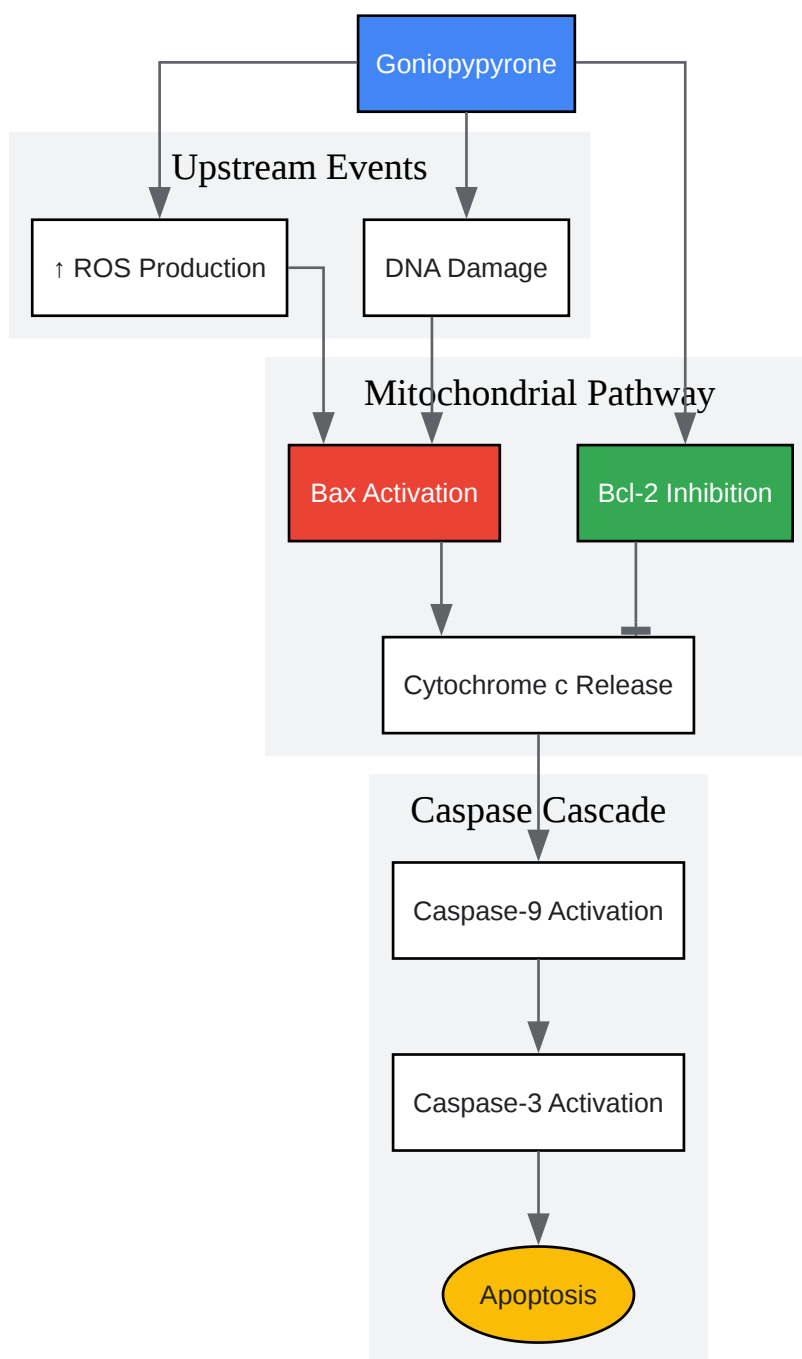 Goniopypyrone
Upstream Events
↑ ROS Production
DNA Damage
Mitochondrial Pathway
Bax Activation
Bcl-2 Inhibition
Cytochrome c Release
Caspase Cascade
Caspase-9 Activation
Caspase-3 Activation
Apoptosis